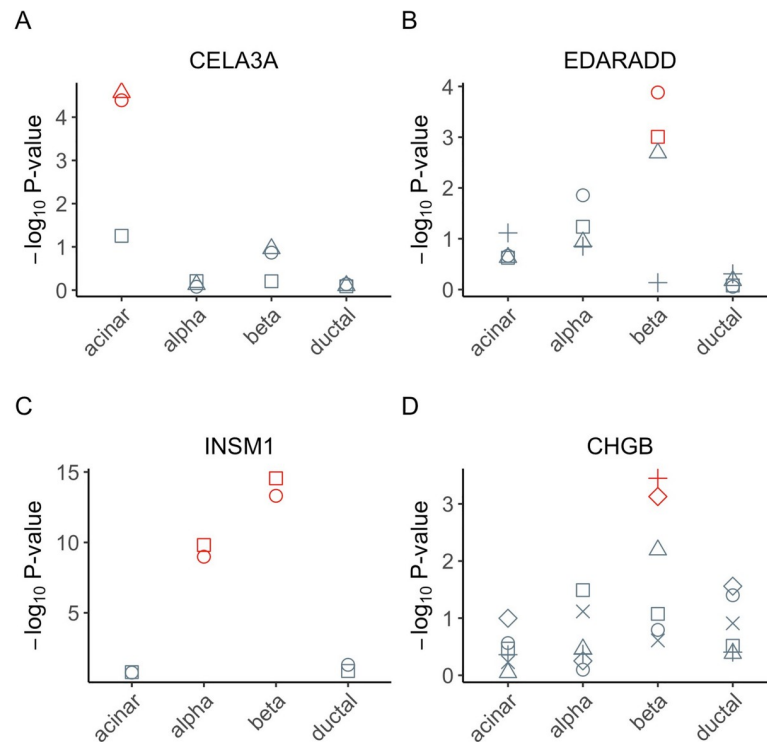 A
CELA3A
−log₁₀ P-value
4
3
2
1
0
acinar
alpha
beta
ductal
B
EDARADD
−log₁₀ P-value
4
3
2
1
0
acinar
alpha
beta
ductal
C
INSM1
−log₁₀ P-value
15
10
5
acinar
alpha
beta
ductal
D
CHGB
−log₁₀ P-value
3
2
1
0
acinar
alpha
beta
ductal